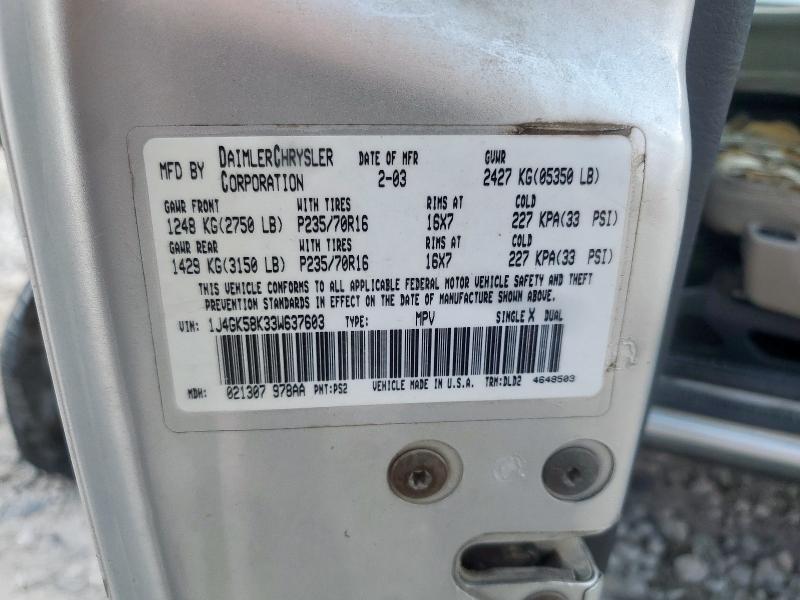 MFD BY DAIMLERCHRYSLER CORPORATION DATE OF MFR 2-03 GVWR 2427 KG(05350 LB)
GAWR FRONT WITH TIRES RIMS AT COLD
1248 KG(2750 LB) P235/70R16 16X7 227 KPA(33 PSI)
GAWR REAR WITH TIRES RIMS AT COLD
1429 KG(3150 LB) P235/70R16 16X7 227 KPA(33 PSI)
THIS VEHICLE CONFORMS TO ALL APPLICABLE FEDERAL MOTOR VEHICLE SAFETY AND THEFT
PREVENTION STANDARDS IN EFFECT ON THE DATE OF MANUFACTURE SHOWN ABOVE.
VIN: 1J4GK58K33W637603 TYPE: MPV SINGLE X DUAL
MDH: 021307 978AA PNT:PS2 VEHICLE MADE IN U.S.A. TRM:DLD2 4648503